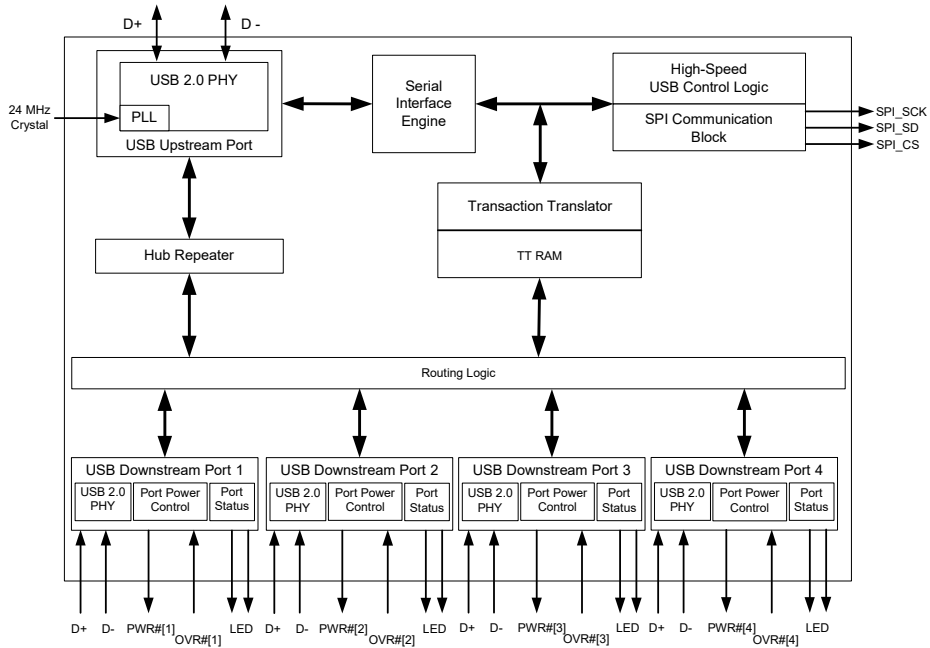 D+
D -
USB 2.0 PHY
PLL
USB Upstream Port
24 MHz
Crystal
Serial
Interface
Engine
High-Speed
USB Control Logic
SPI Communication
Block
SPI_SCK
SPI_SD
SPI_CS
Transaction Translator
TT RAM
Hub Repeater
Routing Logic
USB Downstream Port 1
USB 2.0
PHY
Port Power
Control
Port
Status
USB Downstream Port 2
USB 2.0
PHY
Port Power
Control
Port
Status
USB Downstream Port 3
USB 2.0
PHY
Port Power
Control
Port
Status
USB Downstream Port 4
USB 2.0
PHY
Port Power
Control
Port
Status
D+
D-
PWR#[1]
OVR#[1]
LED
D+
D-
PWR#[2]
OVR#[2]
LED
D+
D-
PWR#[3]
OVR#[3]
LED
D+
D-
PWR#[4]
OVR#[4]
LED